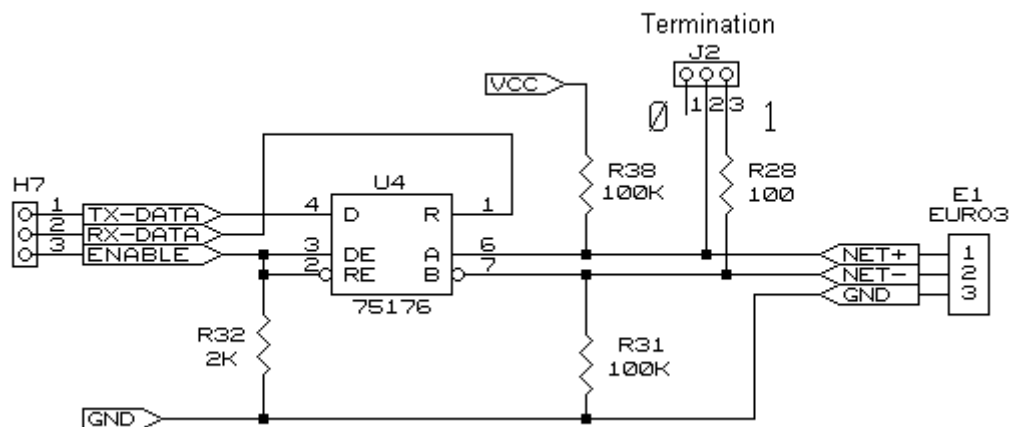 Termination
J2
VCC
1 2 3
0 1
R38
100K
R28
100
H7
U4
E1
EURO3
1 TX-DATA 4 D R 1
2 RX-DATA
3 ENABLE 3 DE A 6 NET+ 1
2 RE B 7 NET- 2
GND 3
75176
R32
2K
R31
100K
GND